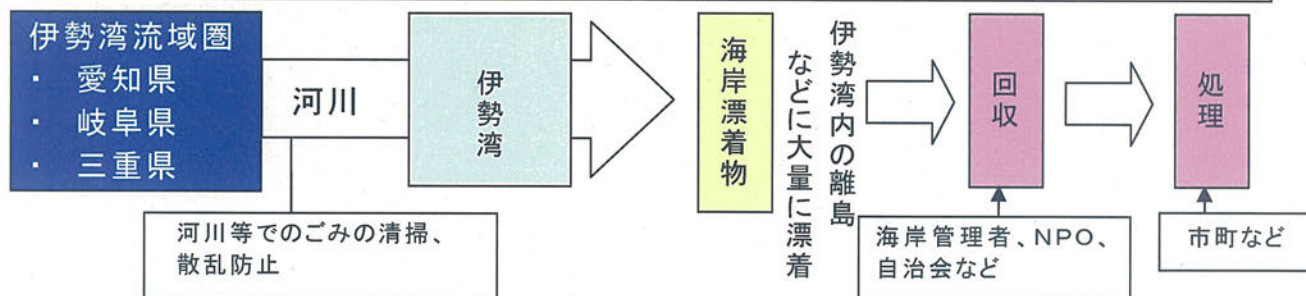 伊勢湾流域圏
・ 愛知県
・ 岐阜県
・ 三重県
河川
伊勢湾
海岸漂着物
伊勢湾内の離島
などに大量に漂着
回収
処理
河川等でのごみの清掃、
散乱防止
海岸管理者、NPO、
自治会など
市町など